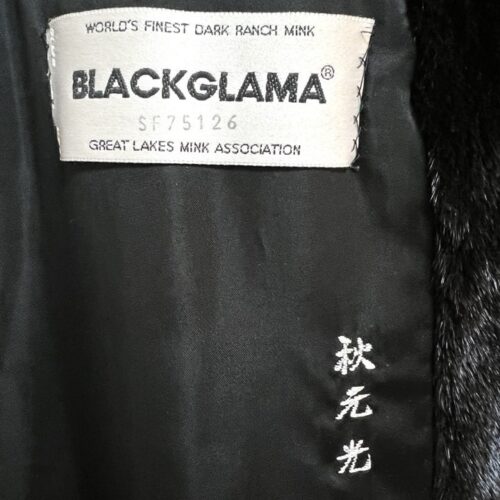 WORLD'S FINEST DARK RANCH MINK
BLACKGLAMA®
SF75126
GREAT LAKES MINK ASSOCIATION
秋元光